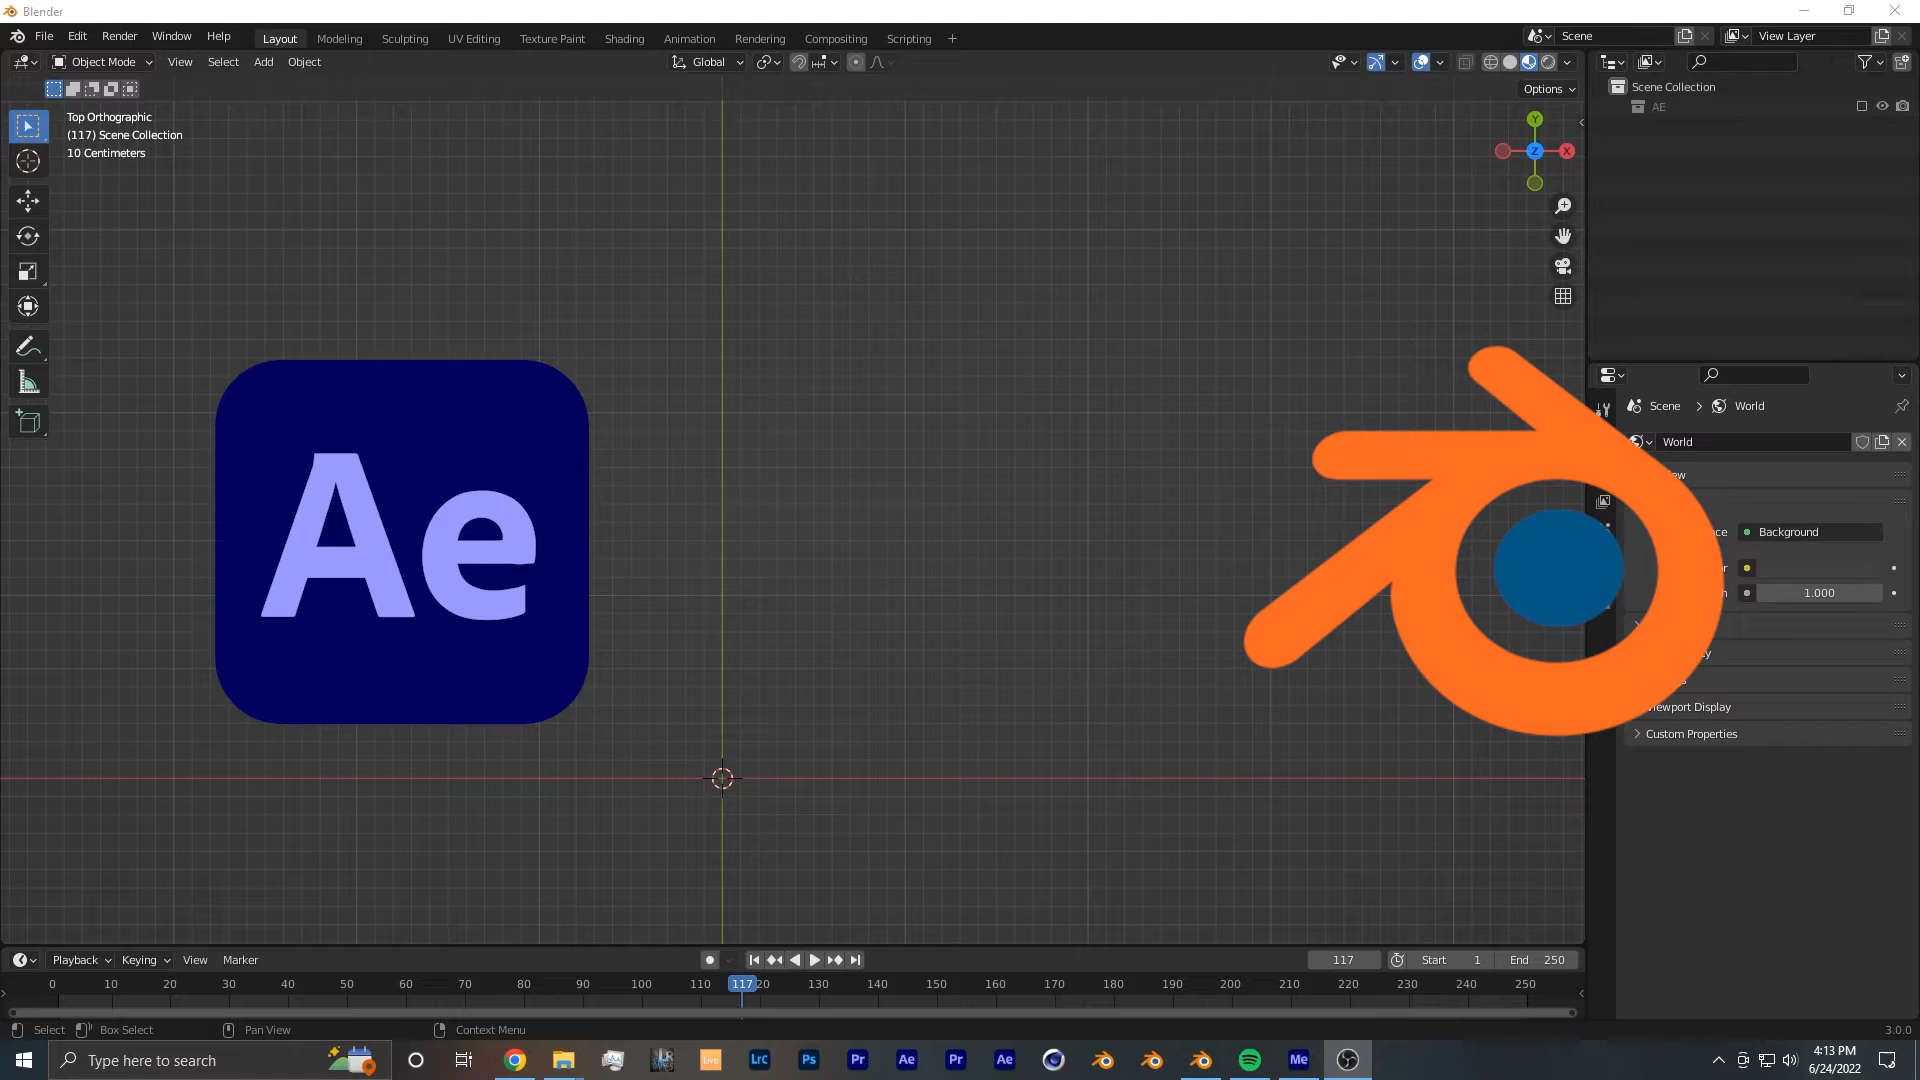 Blender
File Edit Render Window Help Layout Modeling Sculpting UV Editing Texture Paint Shading Animation Rendering Compositing Scripting Scene View Layer
Object Mode View Select Add Object Global
Options
Scene Collection
AE
Top Orthographic
(117) Scene Collection
10 Centimeters
Y
Z X
Scene > World
World
Background
1.000
Viewport Display
Custom Properties
Ae
Playback Keying View Marker 117 Start 1 End 250
0 10 20 30 40 50 60 70 80 90 100 110 117 20 130 140 150 160 170 180 190 200 210 220 230 240 250
Select Box Select Pan View Context Menu 3.0.0
Type here to search Live Lrc Ps Pr Ae Pr Ae Me 4:13 PM
6/24/2022